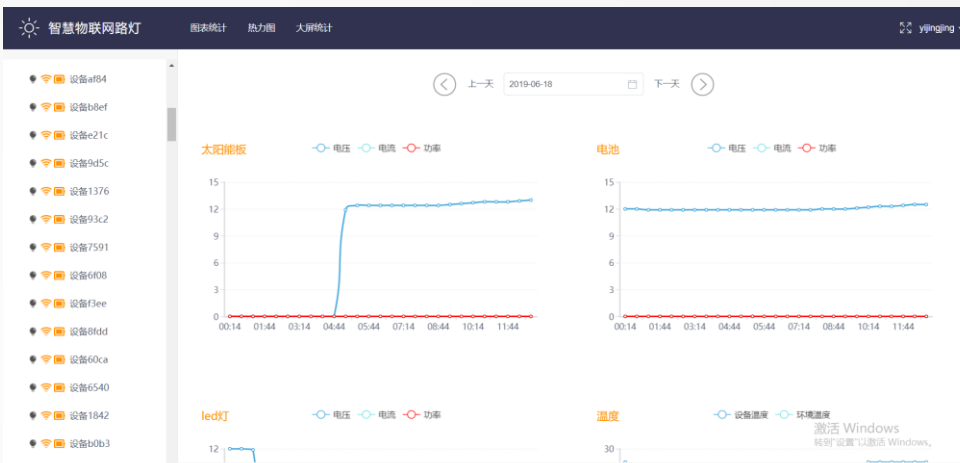 智慧物联网路灯 图表统计 热力图 大屏统计 yijingjing
设备af84
设备b8ef
设备e21c
设备9d5c
设备1376
设备93c2
设备7591
设备6f08
设备f3ee
设备8fdd
设备60ca
设备6540
设备1842
设备b0b3
上一天 2019-06-18 下一天
太阳能板 电压 电流 功率
15
12
9
6
3
0
00:14 01:44 03:14 04:44 05:44 07:14 08:44 10:14 11:44
电池 电压 电流 功率
15
12
9
6
3
0
00:14 01:44 03:14 04:44 05:44 07:14 08:44 10:14 11:44
led灯 电压 电流 功率
12
温度 设备温度 环境温度
30
激活 Windows
转到"设置"以激活 Windows。